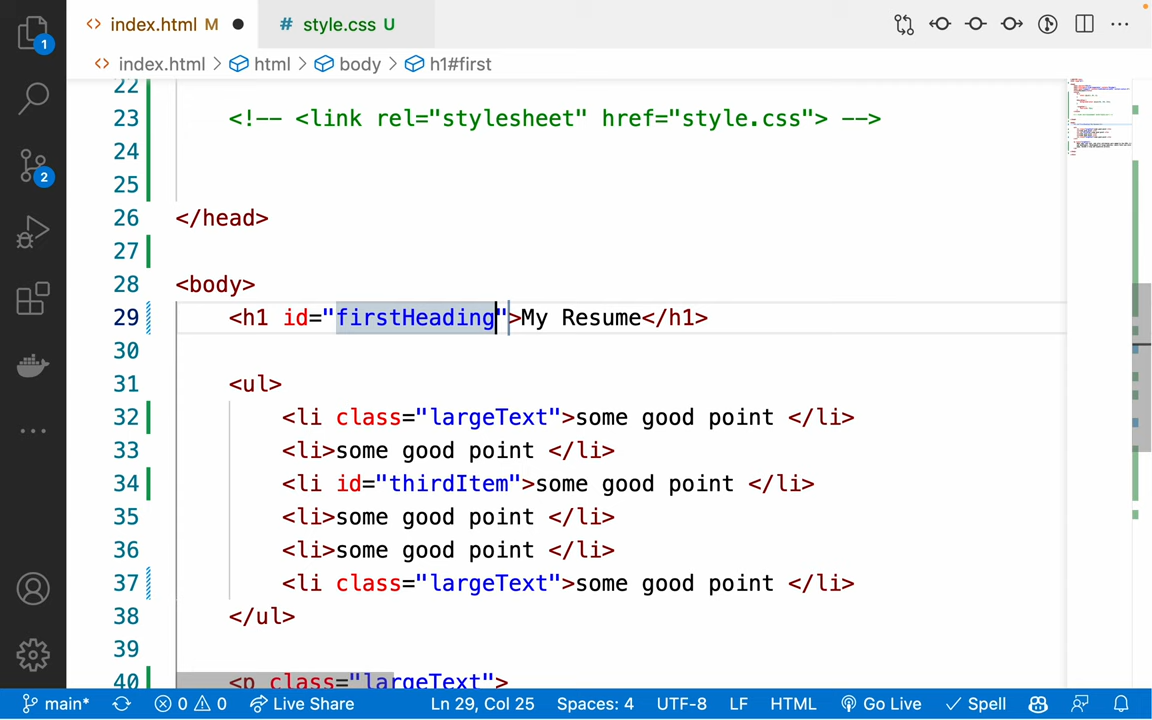 index.html M
# style.css U
index.html > html > body > h1#first
1
2
22
23 <!-- <link rel="stylesheet" href="style.css"> -->
24
25
26 </head>
27
28 <body>
29 <h1 id="firstHeading">My Resume</h1>
30
31 <ul>
32 <li class="largeText">some good point </li>
33 <li>some good point </li>
34 <li id="thirdItem">some good point </li>
35 <li>some good point </li>
36 <li>some good point </li>
37 <li class="largeText">some good point </li>
38 </ul>
39
40 <p class="largeText">
main* 0 0 Live Share Ln 29, Col 25 Spaces: 4 UTF-8 LF HTML Go Live Spell